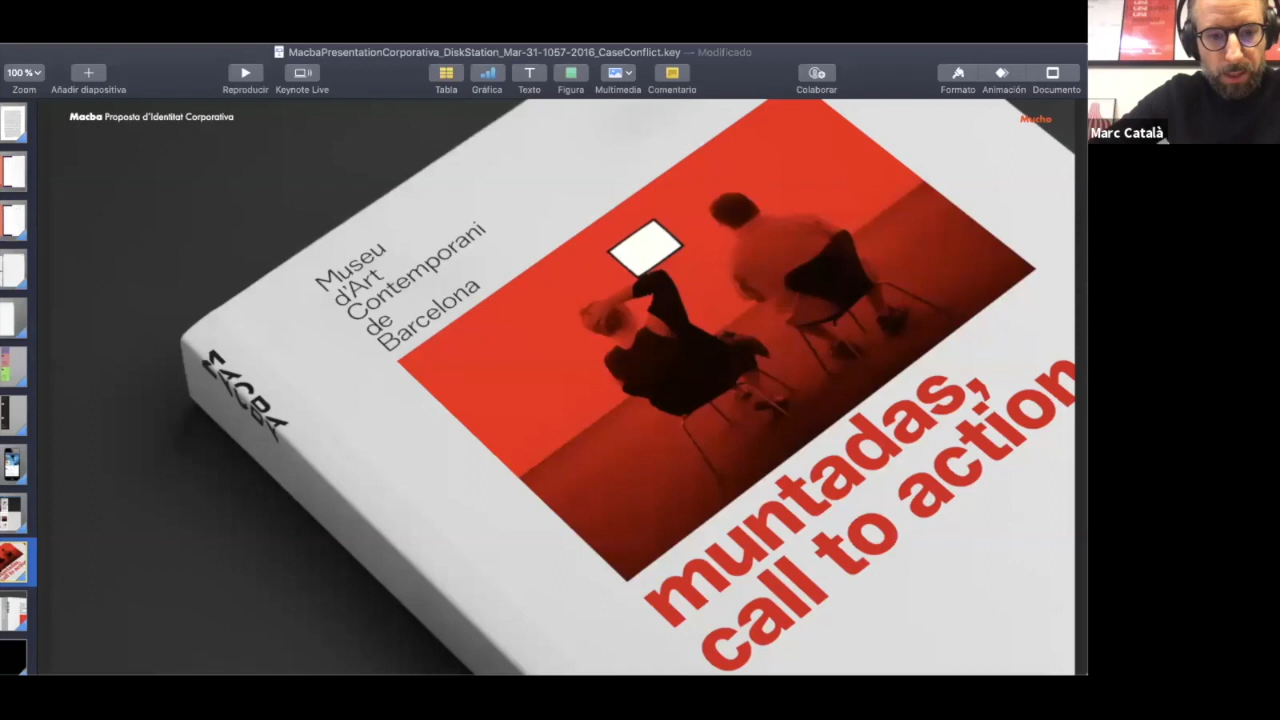 MacbaPresentationCorporativa_DiskStation_Mar-31-1057-2016_CaseConflict.key — Modificado
100 %
Zoom
Añadir diapositiva
Reproducir
Keynote Live
Tabla
Gráfica
Texto
Figura
Multimedia
Comentario
Colaborar
Formato
Animación
Documento
Macba Proposta d'Identitat Corporativa
Mucho
Museu
d'Art
Contemporani
de
Barcelona
MACBA
muntadas,
call to action
Marc Català